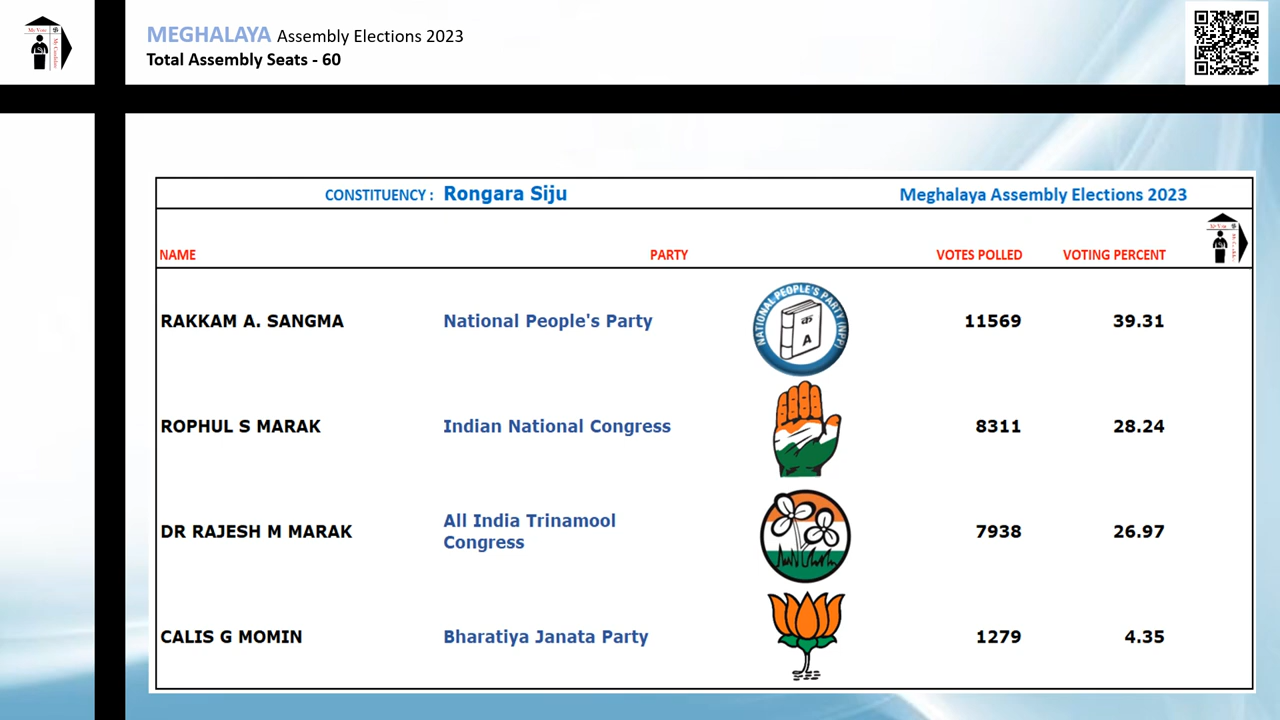 MEGHALAYA Assembly Elections 2023
Total Assembly Seats - 60
CONSTITUENCY : Rongara Siju Meghalaya Assembly Elections 2023
NAME PARTY VOTES POLLED VOTING PERCENT
RAKKAM A. SANGMA National People's Party 11569 39.31
NATIONAL PEOPLE'S PARTY (NPP)
क
A
ROPHUL S MARAK Indian National Congress 8311 28.24
DR RAJESH M MARAK All India Trinamool
Congress 7938 26.97
CALIS G MOMIN Bharatiya Janata Party 1279 4.35